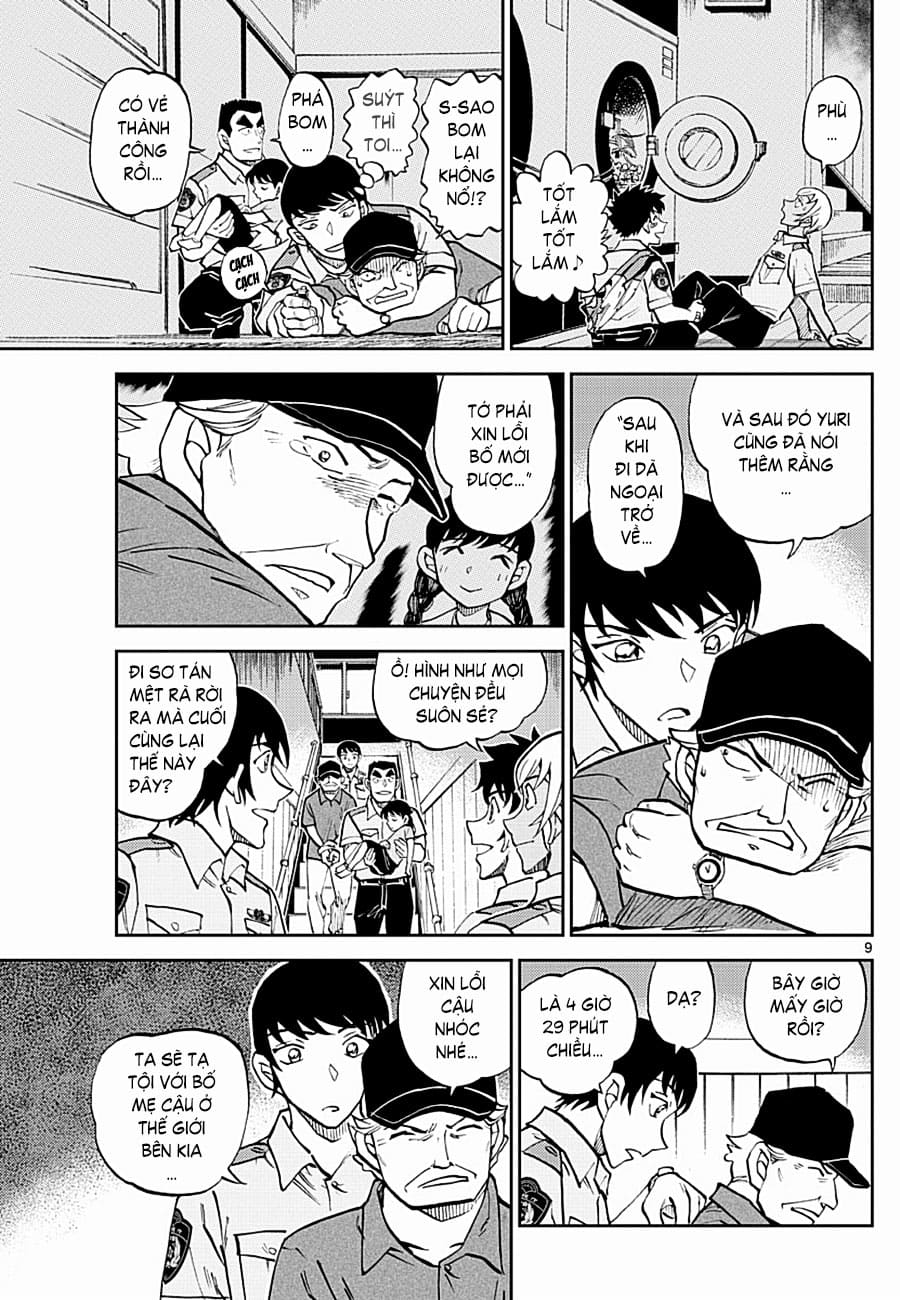 PHÙ
...
TỐT
LẮM
TỐT
LẮM♪
S-SAO
BOM
LẠI
KHÔNG
NỔ!?
SUÝT
THÌ
TOI...
PHÁ
BOM
...
CÓ VẺ
THÀNH
CÔNG
RỒI...
CẠCH
CẠCH
VÀ SAU ĐÓ YURI
CŨNG ĐÃ NÓI
THÊM RẰNG
...
“SAU
KHI
ĐI DÃ
NGOẠI
TRỞ
VỀ...
TỚ PHẢI
XIN LỖI
BỐ MỚI
ĐƯỢC...”
Ồ! HÌNH NHƯ MỌI
CHUYỆN ĐỀU
SUÔN SẺ?
ĐI SƠ TÁN
MỆT RÃ RỜI
RA MÀ CUỐI
CÙNG LẠI
THẾ NÀY
ĐÂY?
9
BÂY GIỜ
MẤY GIỜ
RỒI?
DẠ?
LÀ 4 GIỜ
29 PHÚT
CHIỀU...
XIN LỖI
CẬU
NHÓC
NHÉ...
TA SẼ TẠ
TỘI VỚI BỐ
MẸ CẬU Ở
THẾ GIỚI
BÊN KIA
...